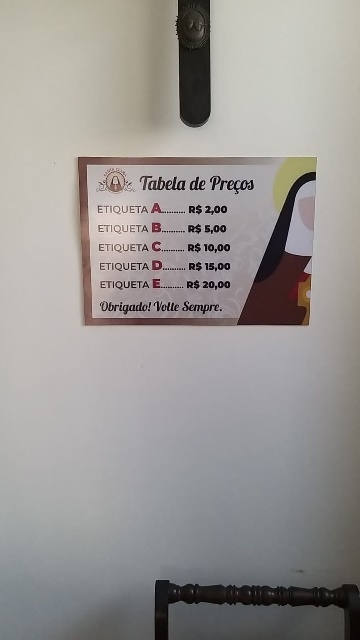 Tabela de Preços
ETIQUETA A.......... R$ 2,00
ETIQUETA B.......... R$ 5,00
ETIQUETA C.......... R$ 10,00
ETIQUETA D.......... R$ 15,00
ETIQUETA E.......... R$ 20,00
Obrigado! Volte Sempre.